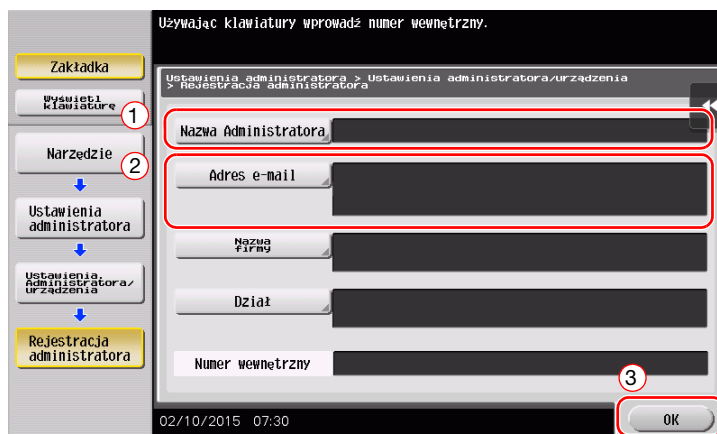 Używając klawiatury wprowadź numer wewnętrzny.
Zakładka
Wyświetl
klawiaturę
1
Narzędzie
2
Ustawienia
administratora
Ustawienia.
Administratora/
urządzenia
Rejestracja
administratora
Ustawienia administratora > Ustawienia administratora/urządzenia
> Rejestracja administratora
Nazwa Administratora
Adres e-mail
Nazwa
firmy
Dział
Numer wewnętrzny
3
02/10/2015 07:30
OK